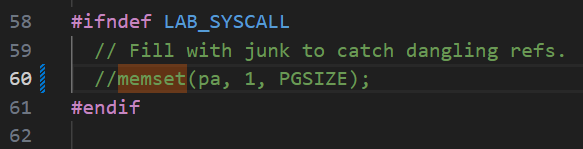 58 #ifndef LAB_SYSCALL
59 // Fill with junk to catch dangling refs.
60 //memset(pa, 1, PGSIZE);
61 #endif
62